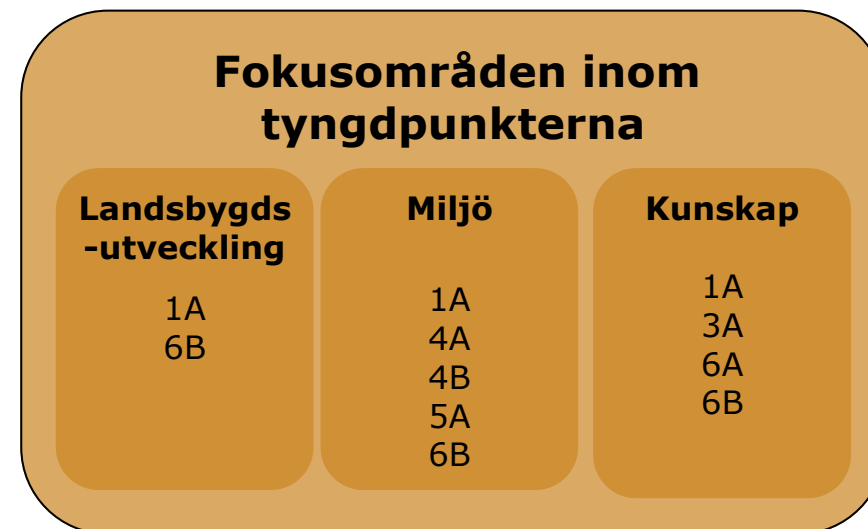 Fokusområden inom
tyngdpunkterna
Landsbygds
-utveckling
1A
6B
Miljö
1A
4A
4B
5A
6B
Kunskap
1A
3A
6A
6B